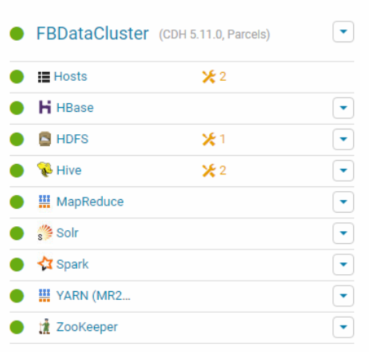 FBDataCluster (CDH 5.11.0, Parcels)
Hosts 2
HBase
HDFS 1
Hive 2
MapReduce
Solr
Spark
YARN (MR2...
ZooKeeper